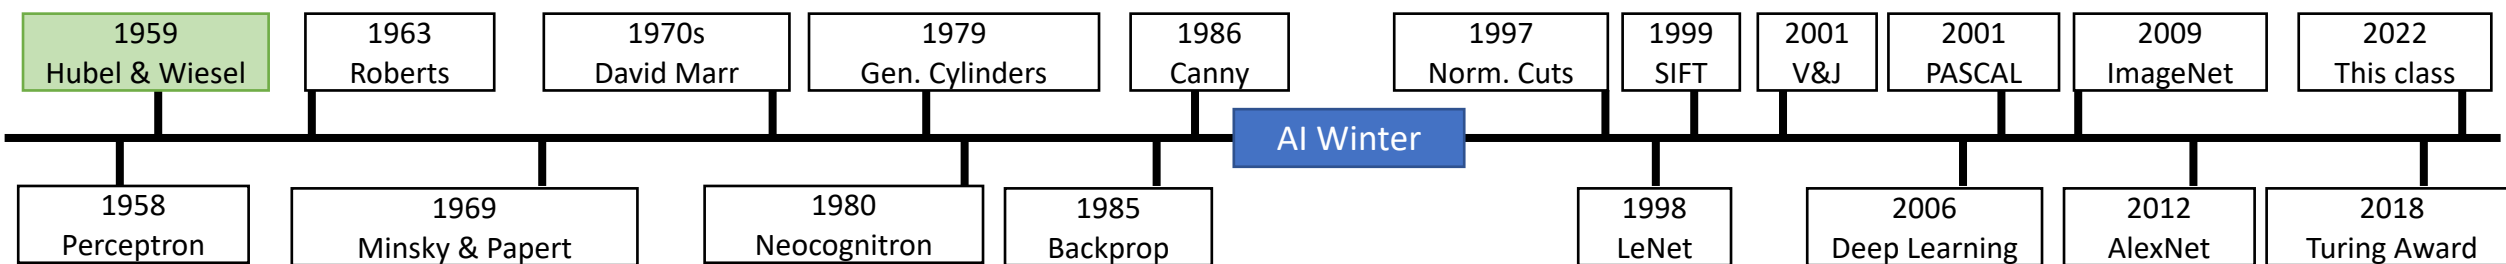 1959
Hubel & Wiesel
1963
Roberts
1970s
David Marr
1979
Gen. Cylinders
1986
Canny
1997
Norm. Cuts
1999
SIFT
2001
V&J
2001
PASCAL
2009
ImageNet
2022
This class
AI Winter
1958
Perceptron
1969
Minsky & Papert
1980
Neocognitron
1985
Backprop
1998
LeNet
2006
Deep Learning
2012
AlexNet
2018
Turing Award